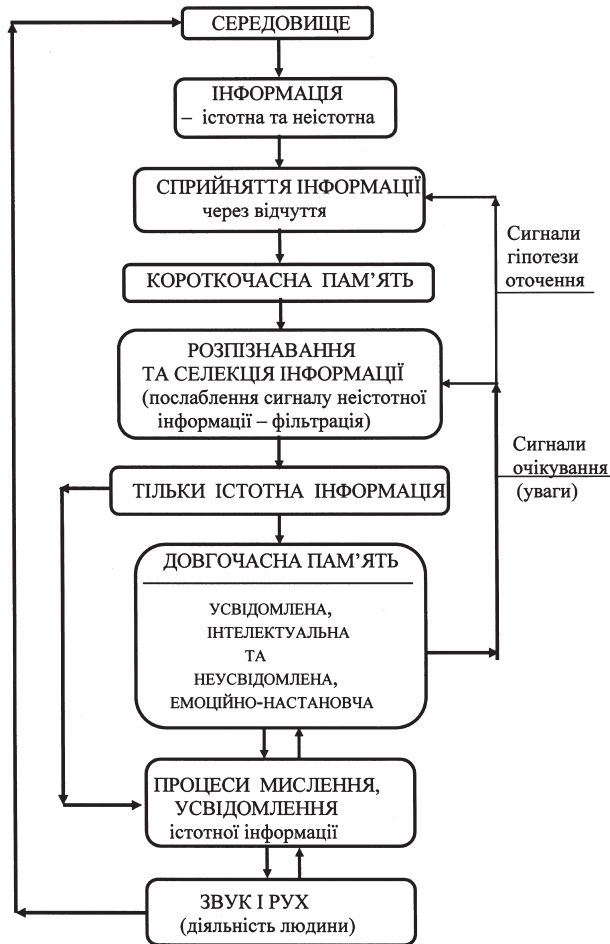 СЕРЕДОВИЩЕ
ІНФОРМАЦІЯ
– істотна та неістотна
СПРИЙНЯТТЯ ІНФОРМАЦІЇ
через відчуття
Сигнали
гіпотези
оточення
КОРОТКОЧАСНА ПАМ’ЯТЬ
РОЗПІЗНАВАННЯ
ТА СЕЛЕКЦІЯ ІНФОРМАЦІЇ
(послаблення сигналу неістотної
інформації – фільтрація)
Сигнали
очікування
(уваги)
ТІЛЬКИ ІСТОТНА ІНФОРМАЦІЯ
ДОВГОЧАСНА ПАМ’ЯТЬ
УСВІДОМЛЕНА,
ІНТЕЛЕКТУАЛЬНА
ТА
НЕУСВІДОМЛЕНА,
ЕМОЦІЙНО-НАСТАНОВЧА
ПРОЦЕСИ МИСЛЕННЯ,
УСВІДОМЛЕННЯ
істотної інформації
ЗВУК І РУХ
(діяльність людини)